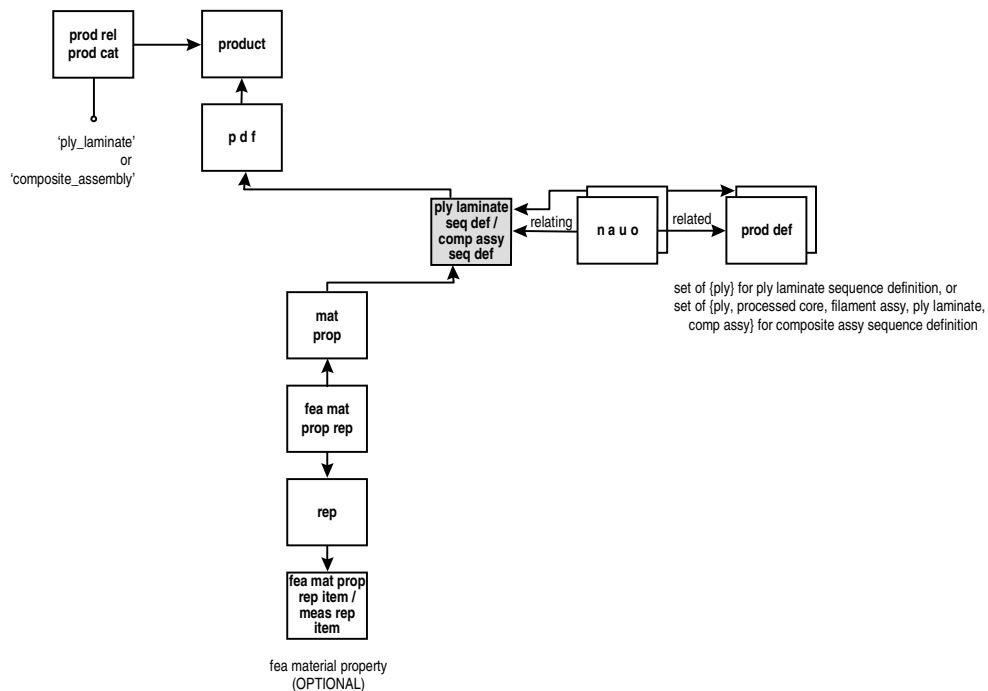 prod rel
prod cat
product
‘ply_laminate’
or
‘composite_assembly’
p d f
ply laminate
seq def /
comp assy
seq def
relating
n a u o
related
prod def
set of {ply} for ply laminate sequence definition, or
set of {ply, processed core, filament assy, ply laminate,
comp assy} for composite assy sequence definition
mat
prop
fea mat
prop rep
rep
fea mat prop
rep item /
meas rep
item
fea material property
(OPTIONAL)